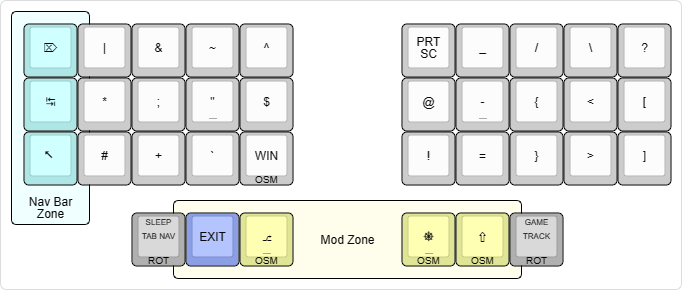 ⌦ | & ~ ^ PRT SC _ / \ ?
↹ * ; " $ @ - { < [
↖ # + ` WIN OSM ! = } > ]
Nav Bar
Zone
SLEEP
TAB NAV
ROT
EXIT
⎇
OSM
Mod Zone
⎈
OSM
⇧
OSM
GAME
TRACK
ROT